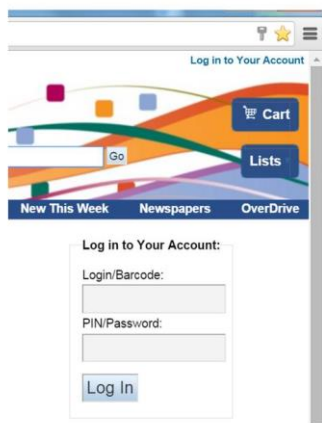 Log in to Your Account
Cart
Go
Lists
New This Week Newspapers OverDrive
Log in to Your Account:
Login/Barcode:
PIN/Password:
Log In